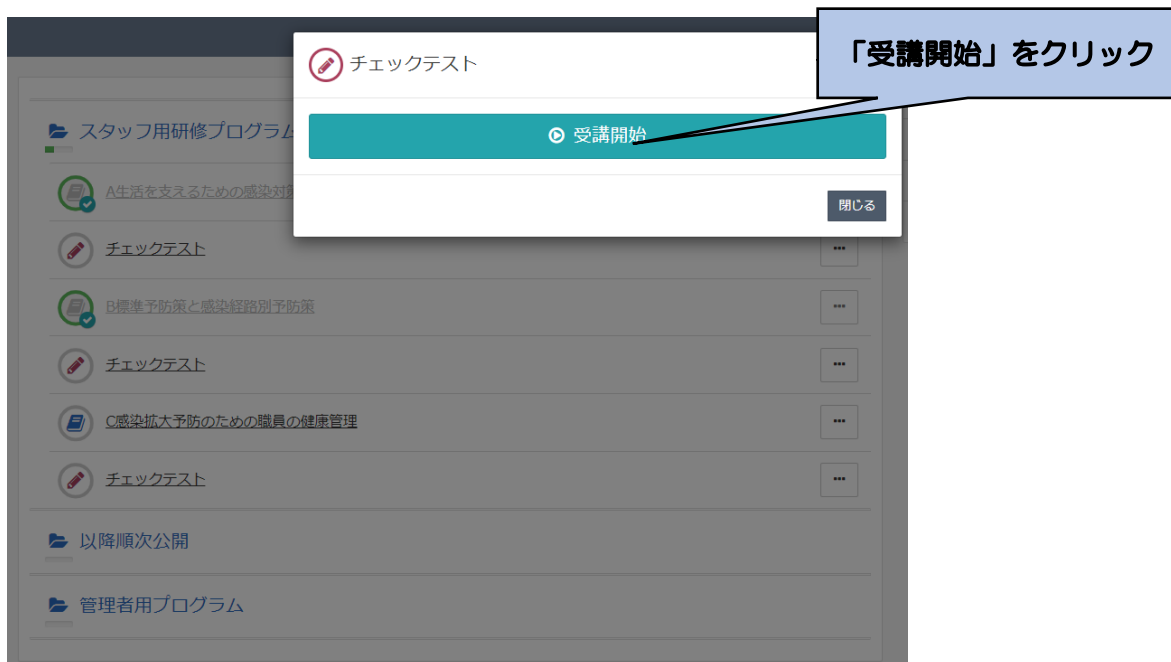 チェックテスト
「受講開始」をクリック
受講開始
閉じる
スタッフ用研修プログラム
A生活を支えるための感染対策
チェックテスト
B標準予防策と感染経路別予防策
チェックテスト
C感染拡大予防のための職員の健康管理
チェックテスト
以降順次公開
管理者用プログラム